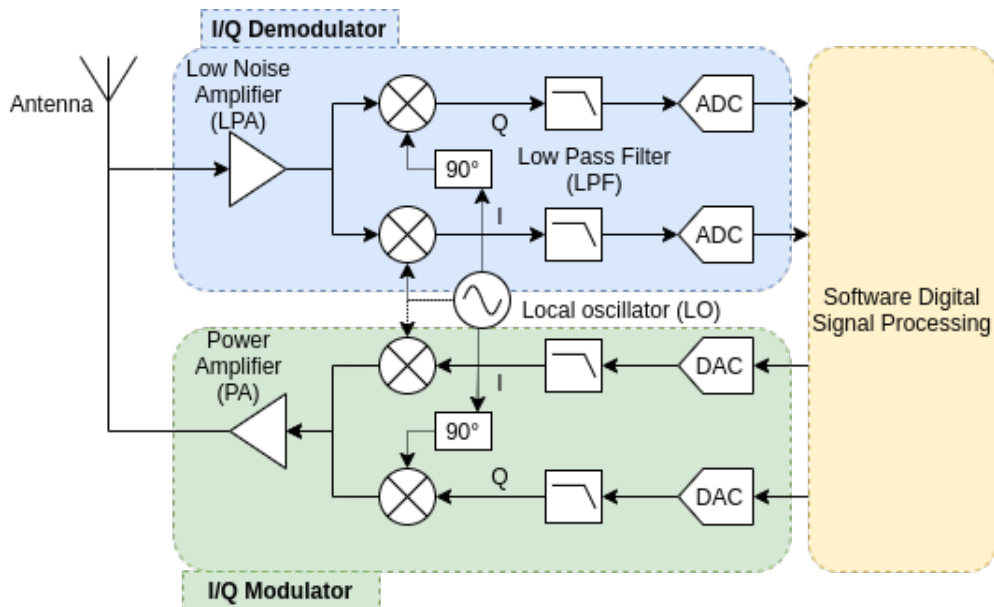 I/Q Demodulator
Low Noise
Amplifier
(LPA)
Antenna
ADC
Q
90°
Low Pass Filter
(LPF)
I
ADC
Local oscillator (LO)
Software Digital
Signal Processing
Power
Amplifier
(PA)
DAC
I
90°
Q
DAC
I/Q Modulator